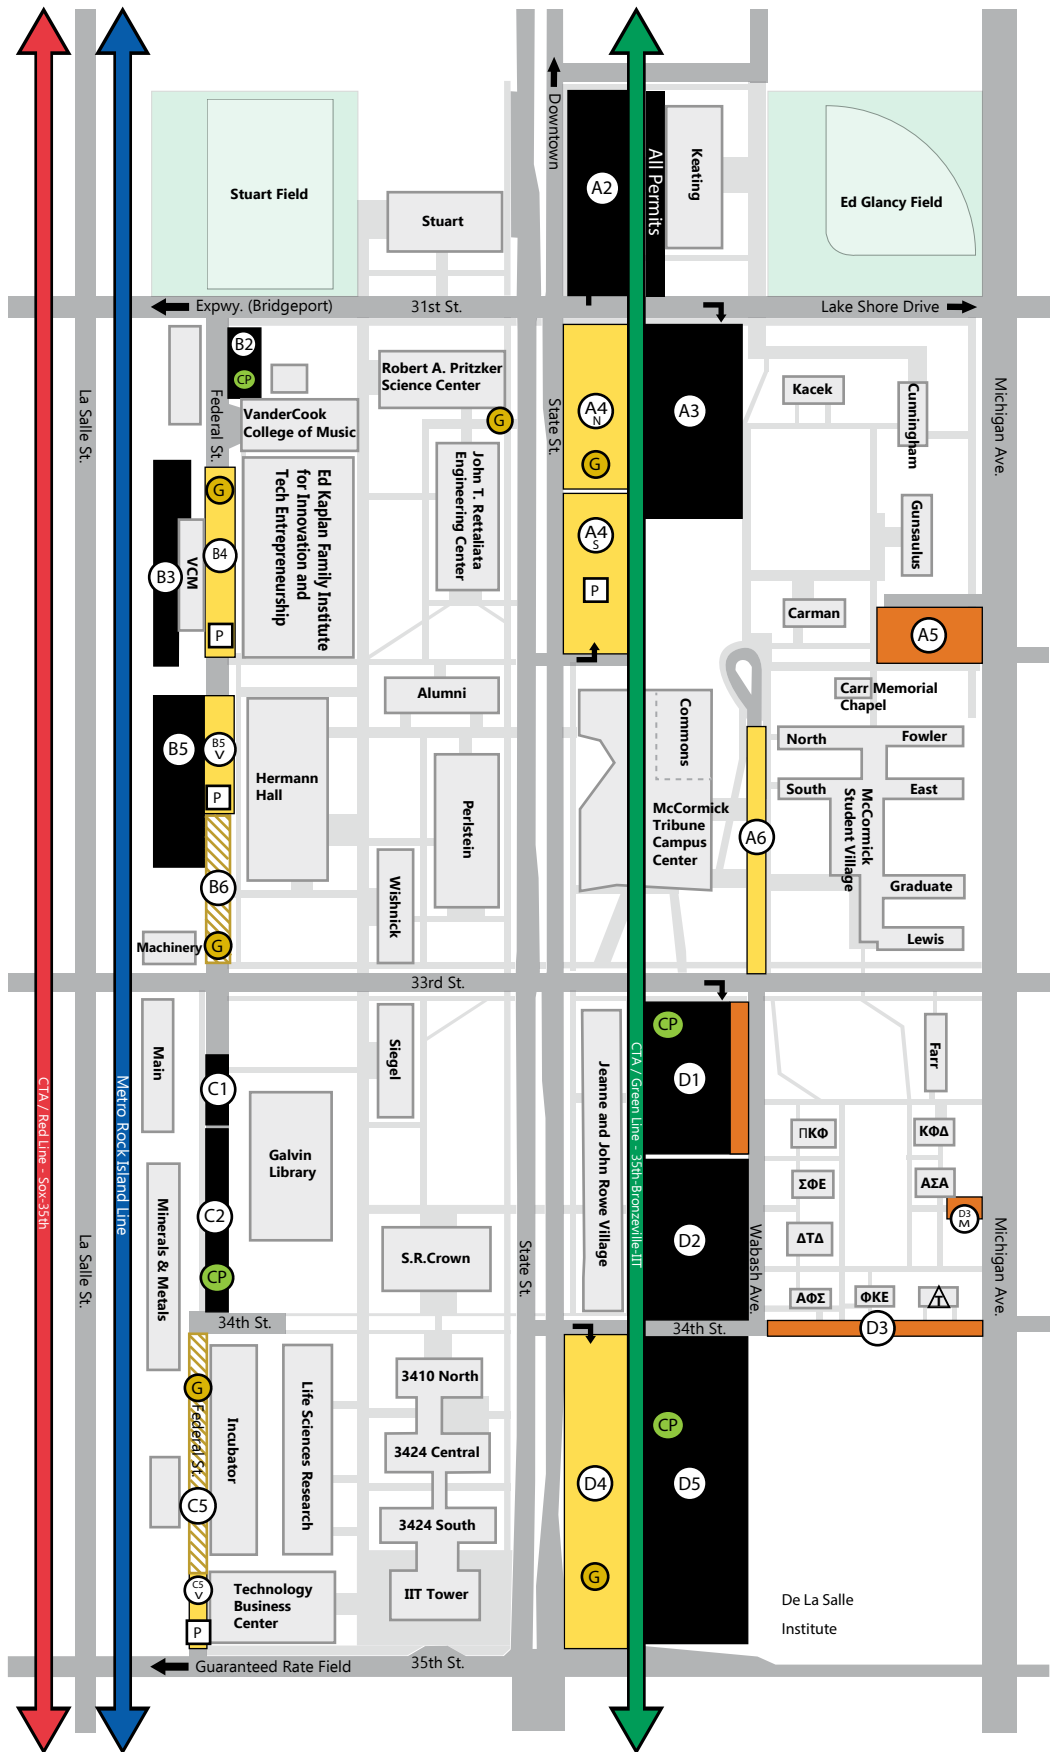 Downtown
Stuart Field
Stuart
A2
All Permits
Keating
Ed Glancy Field
Expwy. (Bridgeport)
31st St.
Lake Shore Drive
La Salle St.
Federal St.
B2
CP
VanderCook
College of Music
Robert A. Pritzker
Science Center
G
State St.
A4
N
G
A3
Kacek
Cunningham
Michigan Ave.
G
B4
P
B3
VCM
Ed Kaplan Family Institute
for Innovation and
Tech Entrepreneurship
John T. Rettaliata
Engineering Center
A4
S
P
Gunsaulus
Carman
A5
Alumni
Carr Memorial
Chapel
B5
B5
V
P
Hermann
Hall
Perlstein
Commons
McCormick
Tribune
Campus
Center
A6
North
Fowler
South
East
McCormick
Student Village
Graduate
Lewis
B6
Wishnick
Machinery
G
33rd St.
Main
C1
Siegel
Galvin
Library
Jeanne and John Rowe Village
CP
D1
Farr
CTA / Red Line - Sox-35th
Metro Rock Island Line
CTA / Green Line - 35th-Bronzeville-IIT
ΠΚΦ
ΚΦΔ
ΣΦΕ
ΑΣΑ
D3
M
Minerals & Metals
C2
CP
S.R.Crown
D2
ΔΤΔ
La Salle St.
State St.
Wabash Ave.
Michigan Ave.
ΑΦΣ
ΦΚΕ
T
34th St.
34th St.
D3
G
Federal St.
Incubator
Life Sciences Research
3410 North
3424 Central
3424 South
IIT Tower
CP
D4
D5
G
C5
C5
V
P
Technology
Business
Center
De La Salle
Institute
Guaranteed Rate Field
35th St.